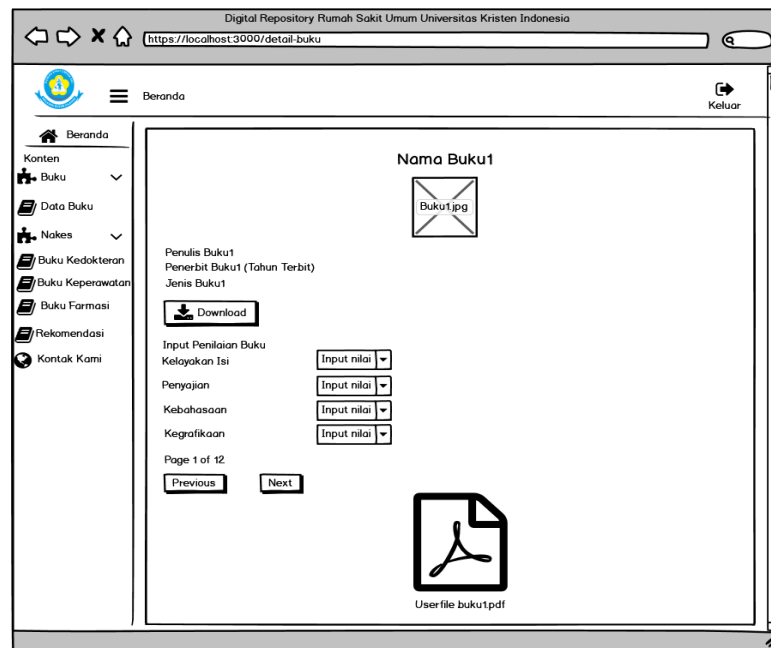 Digital Repository Rumah Sakit Umum Universitas Kristen Indonesia
https://localhost:3000/detail-buku
Beranda
Keluar
Beranda
Konten
Buku
Data Buku
Nakes
Buku Kedokteran
Buku Keperawatan
Buku Farmasi
Rekomendasi
Kontak Kami
Nama Buku1
Buku1.jpg
Penulis Buku1
Penerbit Buku1 (Tahun Terbit)
Jenis Buku1
Download
Input Penilaian Buku
Kelayakan Isi Input nilai
Penyajian Input nilai
Kebahasaan Input nilai
Kegrafikaan Input nilai
Page 1 of 12
Previous Next
Userfile buku1.pdf